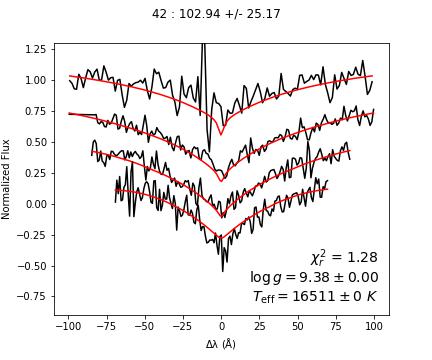 42 : 102.94 +/- 25.17
Normalized Flux
1.25
1.00
0.75
0.50
0.25
0.00
−0.25
−0.50
−0.75
χ²ᵣ = 1.28
log g = 9.38 ± 0.00
T_eff = 16511 ± 0 K
−100 −75 −50 −25 0 25 50 75 100
Δλ (Å)